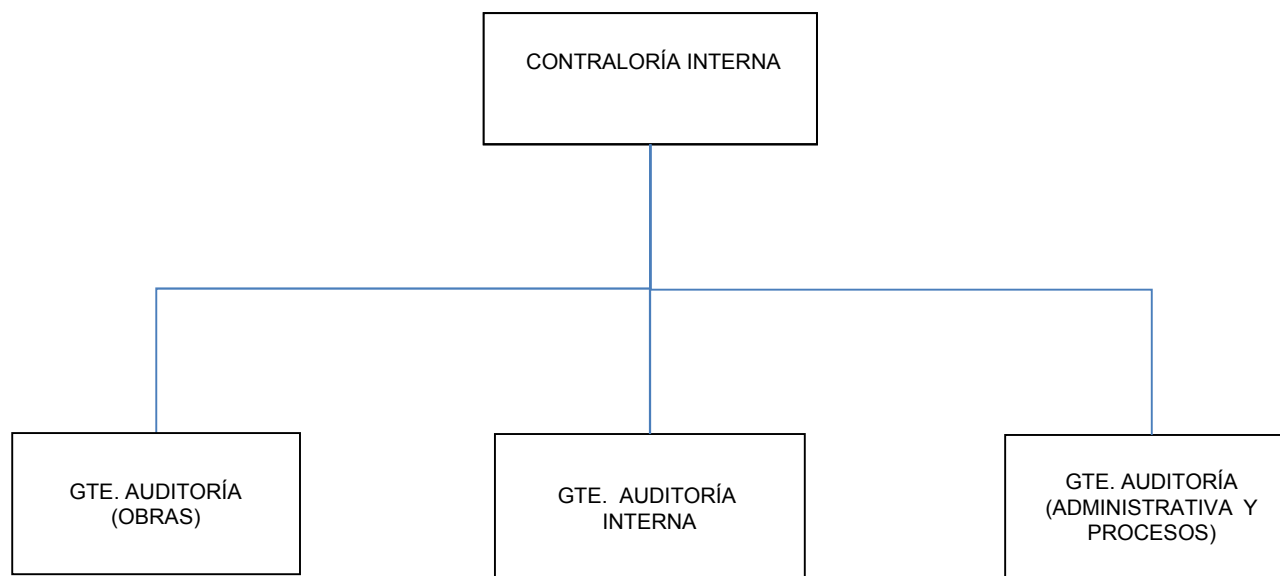 CONTRALORÍA INTERNA
GTE. AUDITORÍA
(OBRAS)
GTE. AUDITORÍA
INTERNA
GTE. AUDITORÍA
(ADMINISTRATIVA Y
PROCESOS)